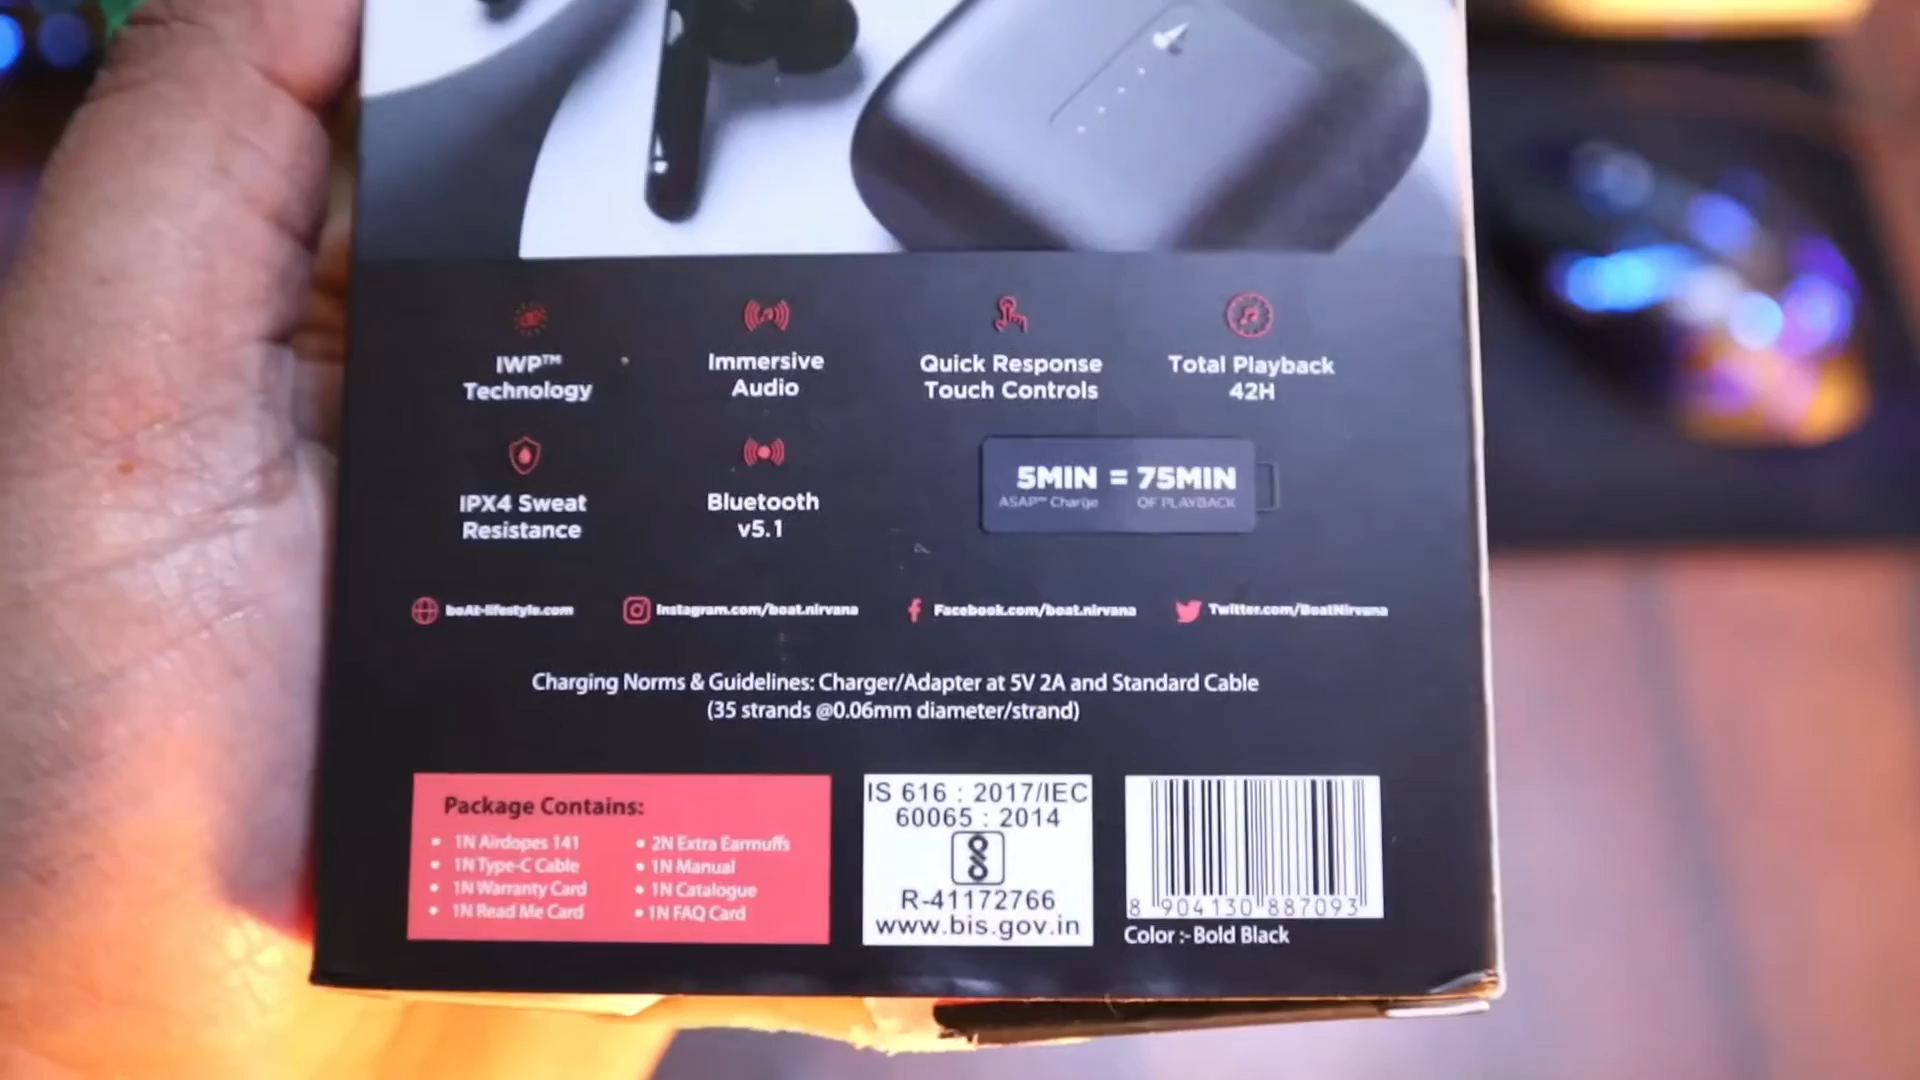 IWP™
Technology
Immersive
Audio
Quick Response
Touch Controls
Total Playback
42H
IPX4 Sweat
Resistance
Bluetooth
v5.1
5MIN = 75MIN
ASAP™ Charge OF PLAYBACK
boAt-lifestyle.com
Instagram.com/boat.nirvana
Facebook.com/boat.nirvana
Twitter.com/BoatNirvana
Charging Norms & Guidelines: Charger/Adapter at 5V 2A and Standard Cable
(35 strands @0.06mm diameter/strand)
Package Contains:
• 1N Airdopes 141
• 1N Type-C Cable
• 1N Warranty Card
• 1N Read Me Card
• 2N Extra Earmuffs
• 1N Manual
• 1N Catalogue
• 1N FAQ Card
IS 616 : 2017/IEC
60065 : 2014
R-41172766
www.bis.gov.in
8 904130 887093
Color :- Bold Black